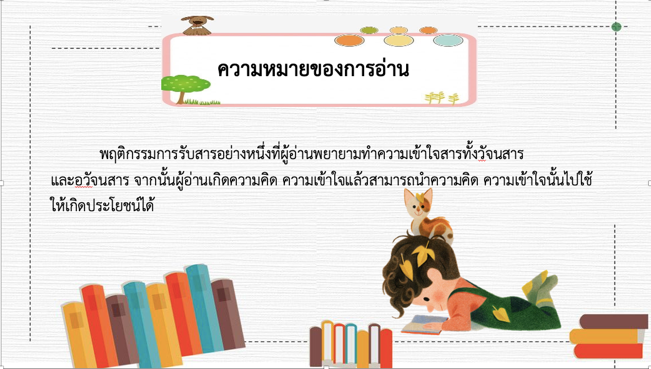 ความหมายของการอ่าน
พฤติกรรมการรับสารอย่างหนึ่งที่ผู้อ่านพยายามทำความเข้าใจสารทั้งวัจนสาร
และอวัจนสาร จากนั้นผู้อ่านเกิดความคิด ความเข้าใจแล้วสามารถนำความคิด ความเข้าใจนั้นไปใช้
ให้เกิดประโยชน์ได้